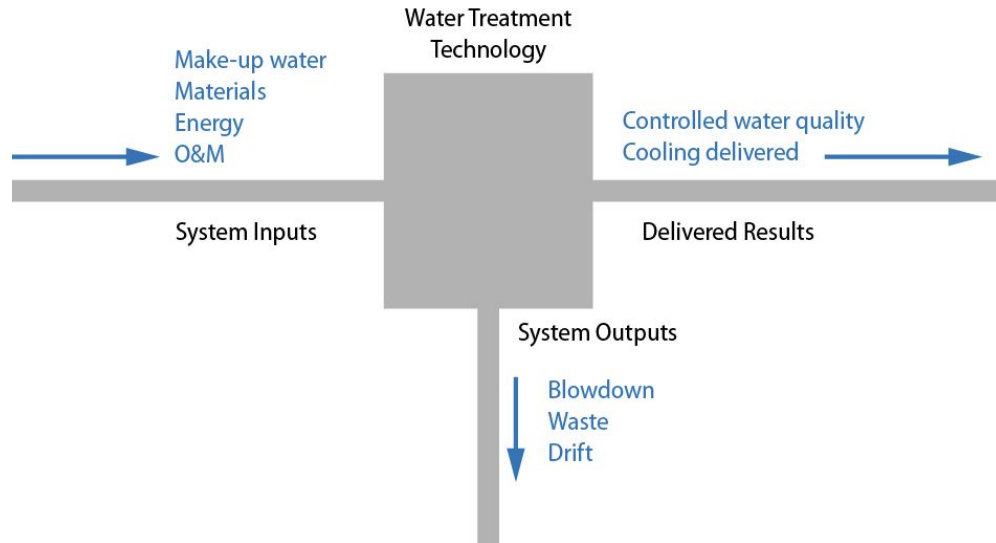 Water Treatment
Technology
Make-up water
Materials
Energy
O&M
System Inputs
Controlled water quality
Cooling delivered
Delivered Results
System Outputs
Blowdown
Waste
Drift